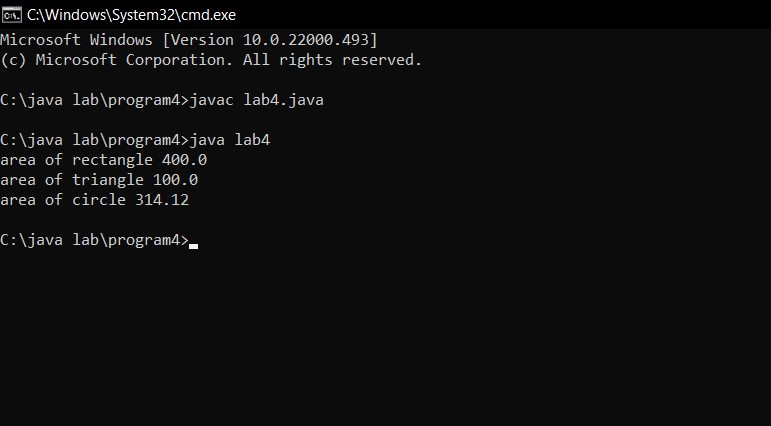 C:\Windows\System32\cmd.exe
Microsoft Windows [Version 10.0.22000.493]
(c) Microsoft Corporation. All rights reserved.
C:\java lab\program4>javac lab4.java
C:\java lab\program4>java lab4
area of rectangle 400.0
area of triangle 100.0
area of circle 314.12
C:\java lab\program4>